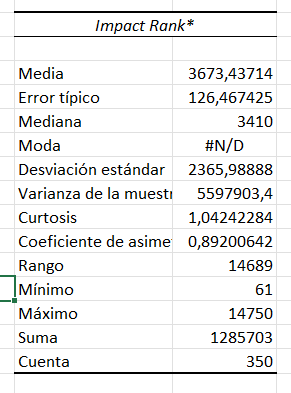 Impact Rank*
Media 3673,43714
Error típico 126,467425
Mediana 3410
Moda #N/D
Desviación estándar 2365,98888
Varianza de la muestr 5597903,4
Curtosis 1,04242284
Coeficiente de asime 0,89200642
Rango 14689
Mínimo 61
Máximo 14750
Suma 1285703
Cuenta 350